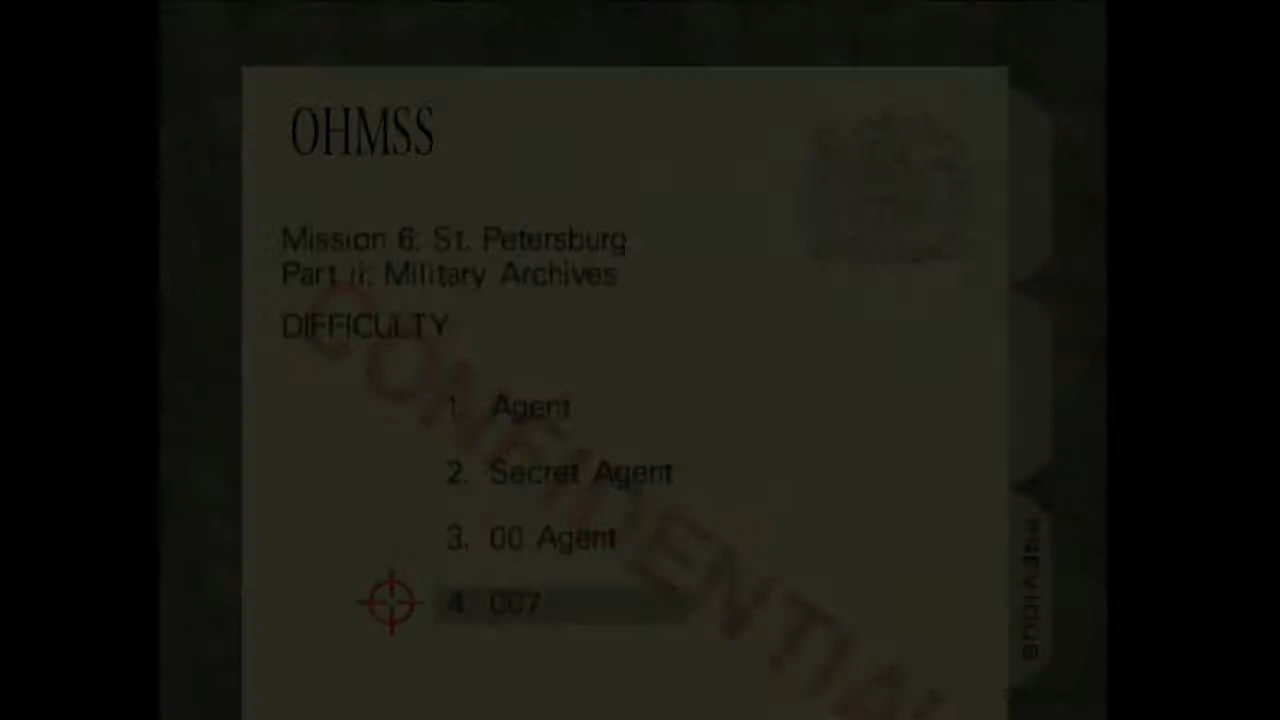 OHMSS
Mission 6: St. Petersburg
Part ii: Military Archives
DIFFICULTY
1. Agent
2. Secret Agent
3. 00 Agent
4. 007
CONFIDENTIAL
PREVIOUS